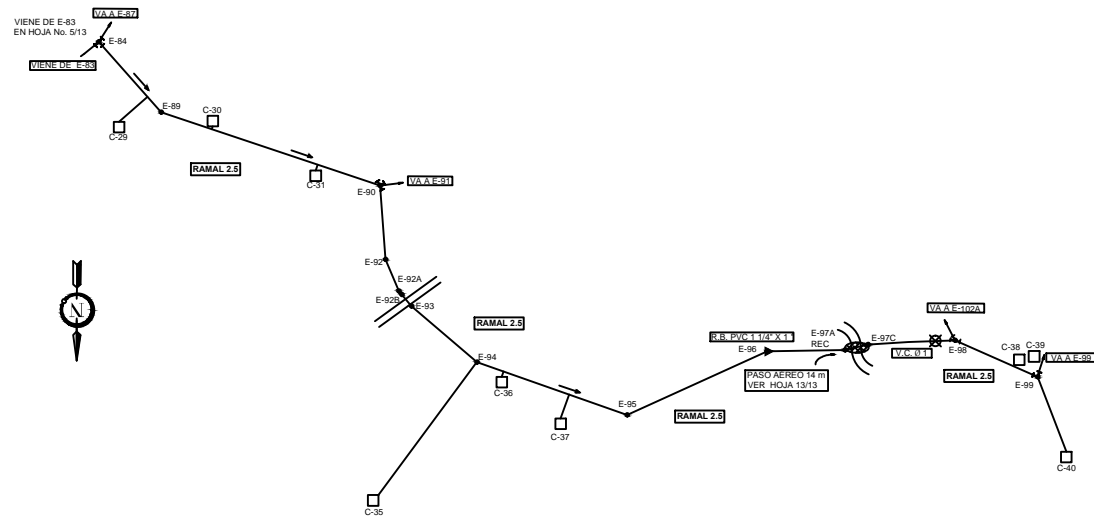 VIENE DE E-83
EN HOJA No. 5/13
VA A E-87
E-84
VIENE DE E-83
E-89
C-29
C-30
RAMAL 2.5
C-31
E-90
VA A E-91
E-92
E-92A
E-92B
E-93
N
E-94
RAMAL 2.5
C-36
C-37
C-35
E-95
RAMAL 2.5
R.B. PVC 1 1/4" X 1"
E-96
E-97A
REC
E-97C
PASO AEREO 14 m
VER HOJA 13/13
V.C. Ø 1"
VA A E-102A
E-98
RAMAL 2.5
C-38
C-39
VA A E-99
E-99
C-40